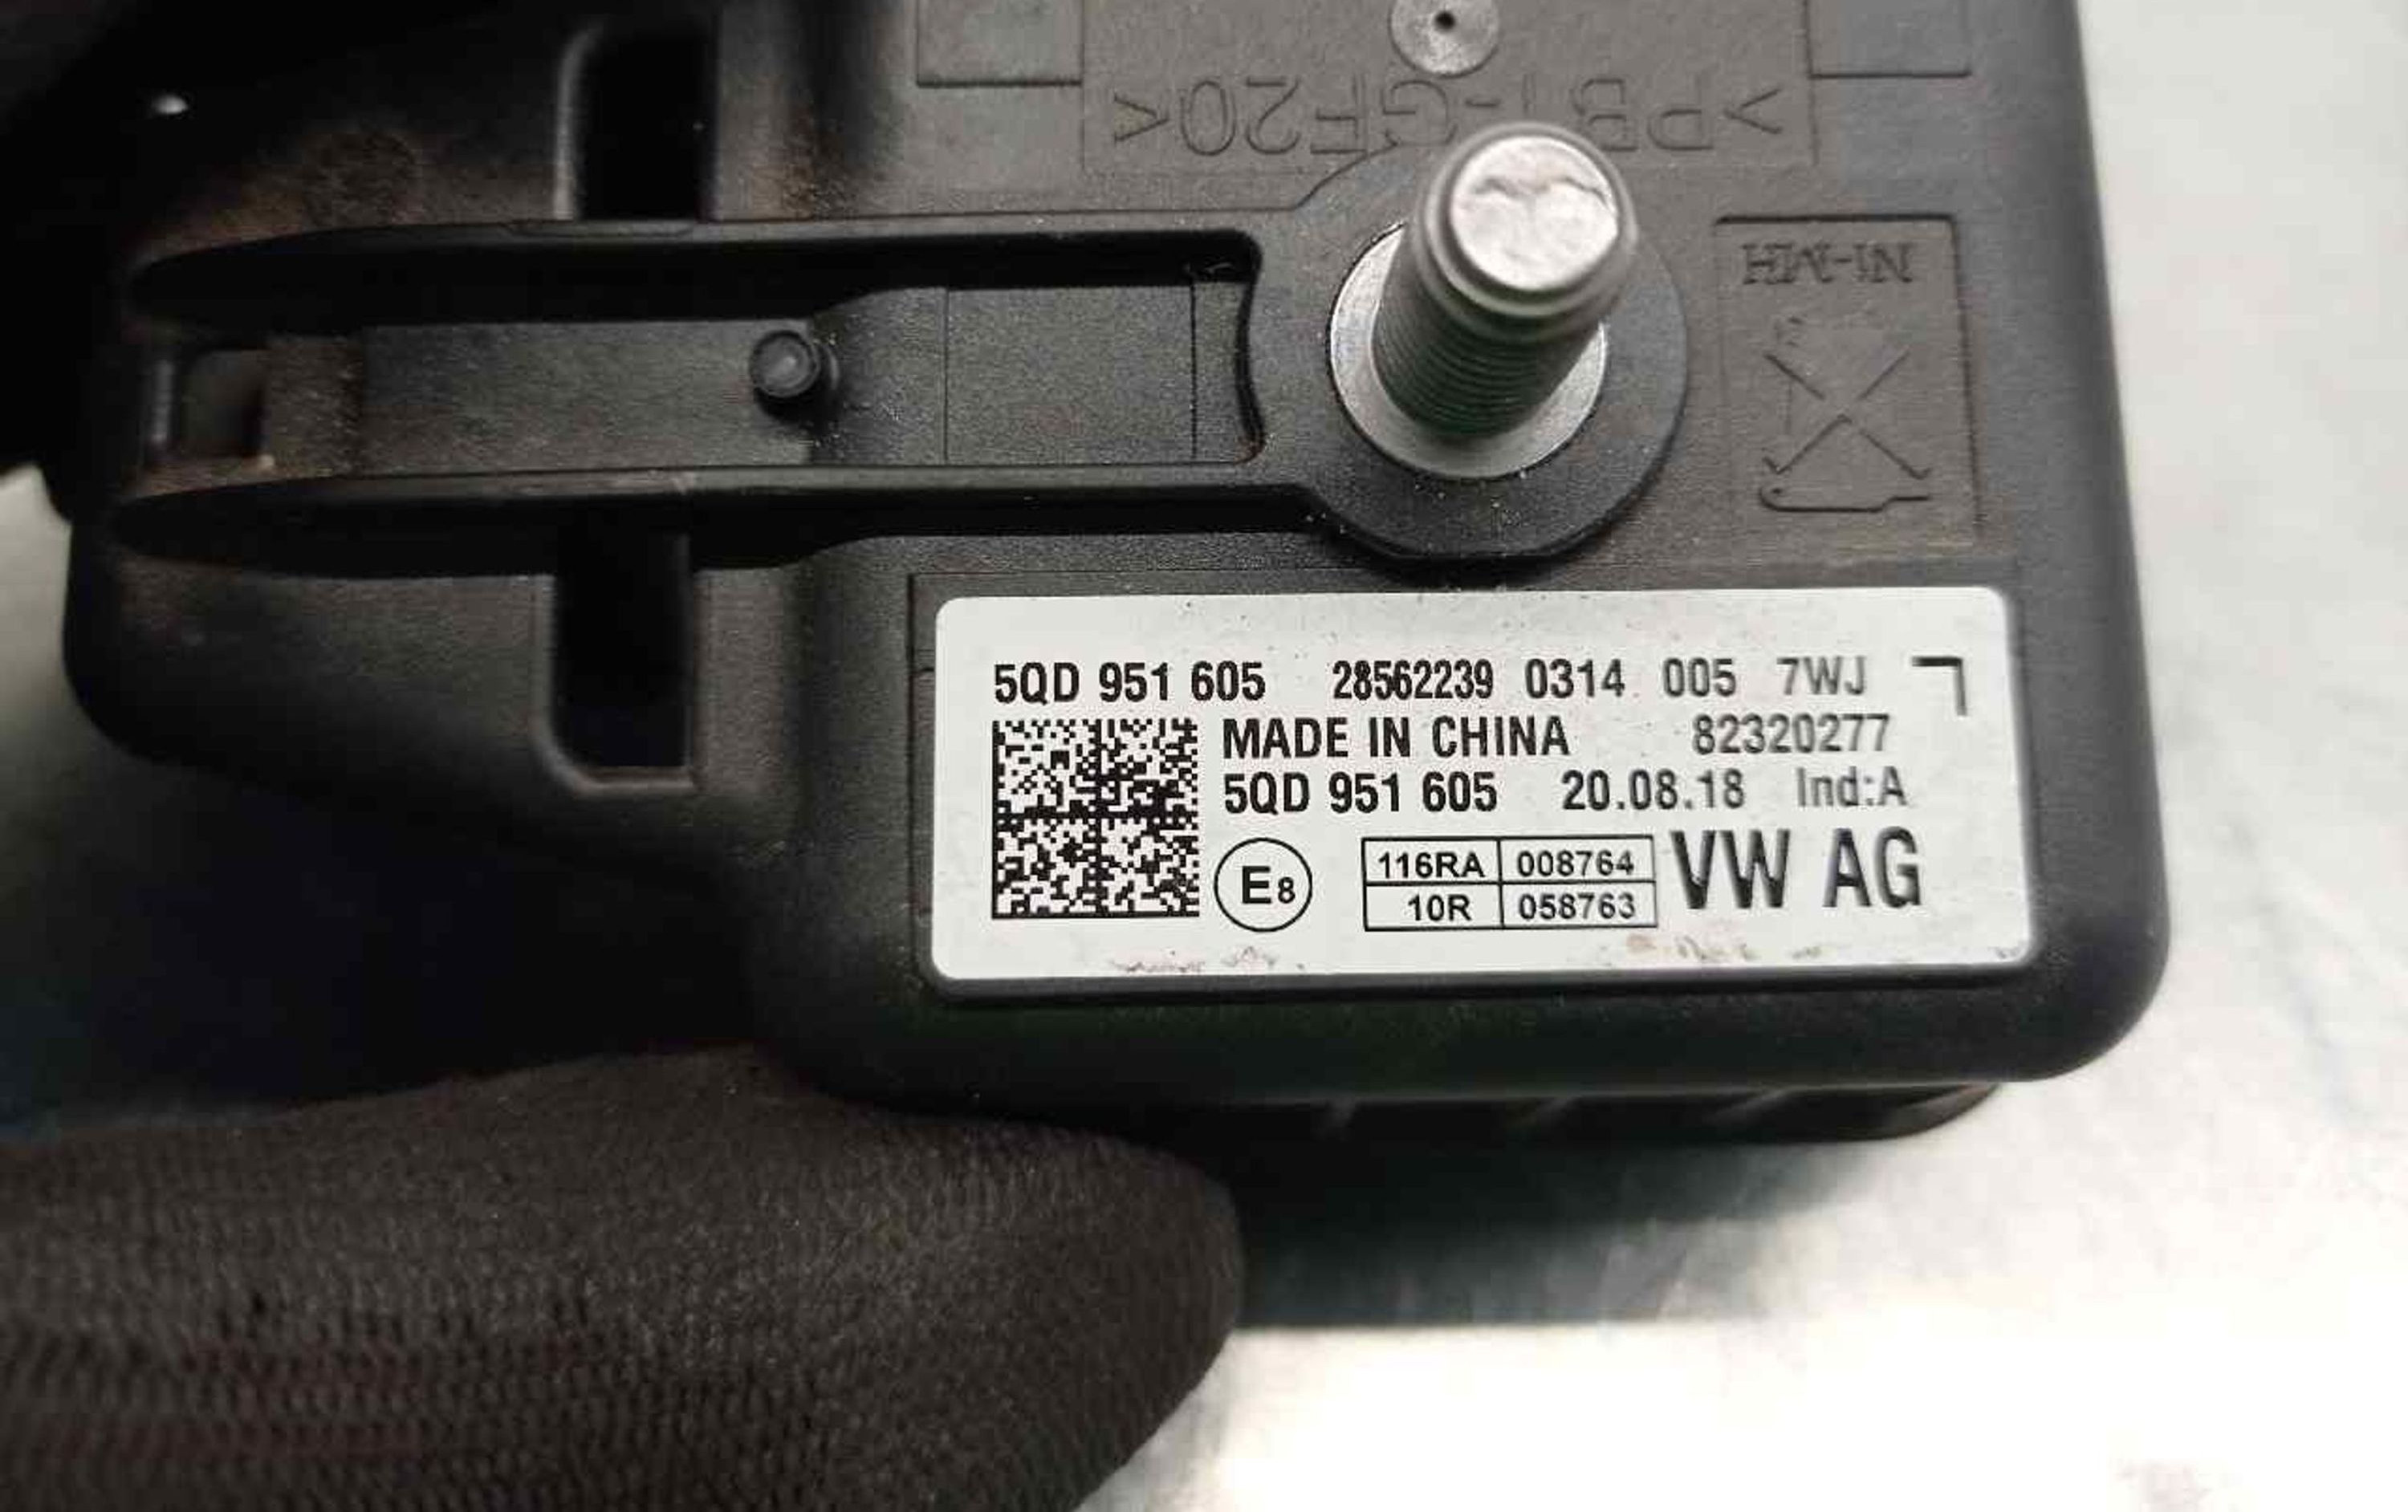 >PBT-GF20<
Ni-MH
5QD 951 605 28562239 0314 005 7WJ
MADE IN CHINA 82320277
5QD 951 605 20.08.18 Ind:A
E8 116RA 008764 VW AG
10R 058763